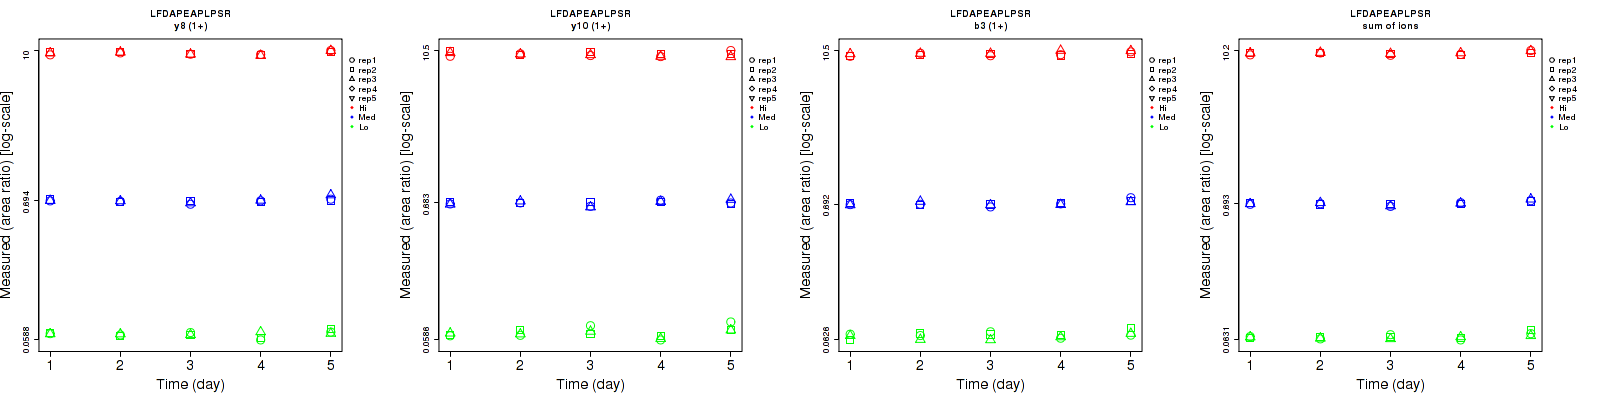 LFDAPEAPLPSR
y8 (1+)
Measured (area ratio) [log-scale]
10
0.894
0.0588
1 2 3 4 5
Time (day)
rep1
rep2
rep3
rep4
rep5
Hi
Med
Lo
LFDAPEAPLPSR
y10 (1+)
Measured (area ratio) [log-scale]
10.5
0.883
0.0586
1 2 3 4 5
Time (day)
rep1
rep2
rep3
rep4
rep5
Hi
Med
Lo
LFDAPEAPLPSR
b3 (1+)
Measured (area ratio) [log-scale]
10.5
0.892
0.0626
1 2 3 4 5
Time (day)
rep1
rep2
rep3
rep4
rep5
Hi
Med
Lo
LFDAPEAPLPSR
sum of ions
Measured (area ratio) [log-scale]
10.2
0.893
0.0631
1 2 3 4 5
Time (day)
rep1
rep2
rep3
rep4
rep5
Hi
Med
Lo